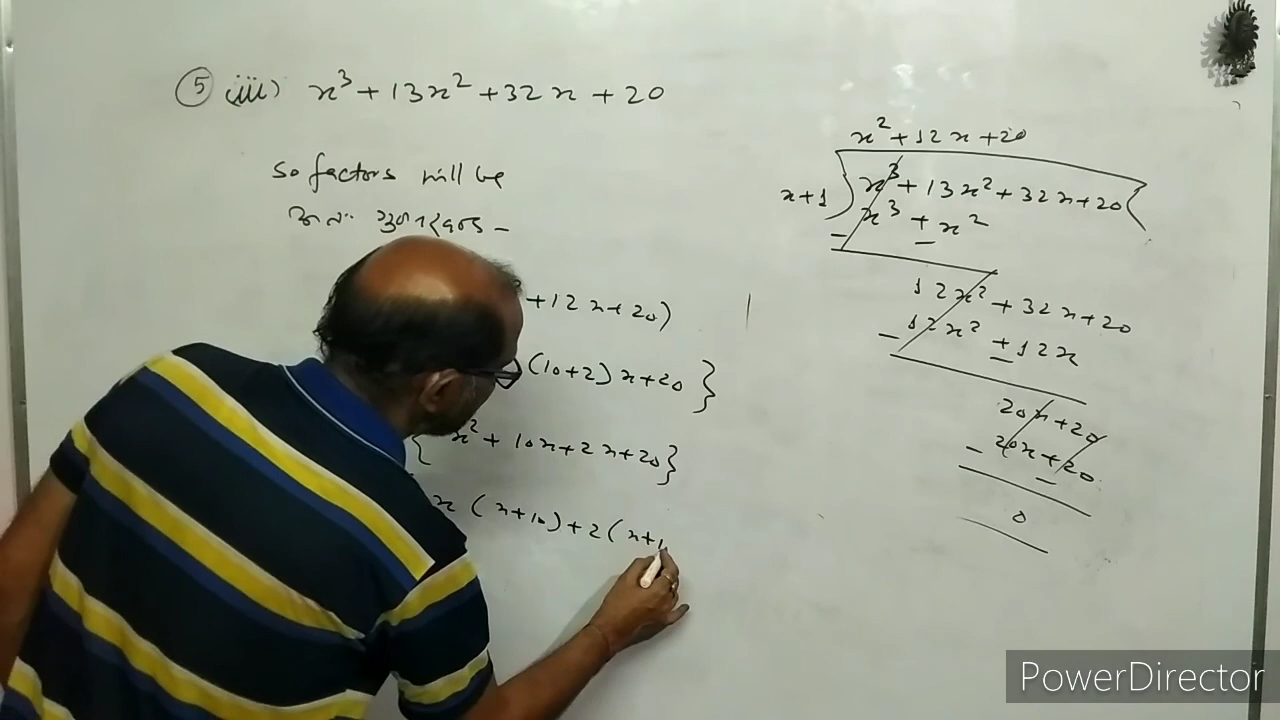 5 (iii) x³ + 13x² + 32x + 20
So factors will be
+ 12x + 20)
(10+2) x + 20 }
{ x² + 10x + 2x + 20 }
x (x+10) + 2 (x+1
x² + 12x + 20
x+1 ) x³ + 13x² + 32x + 20 (
x³ + x²
− −
12x² + 32x + 20
− 12x² + 12x
−
20x + 20
− 20x + 20
−
0
PowerDirector